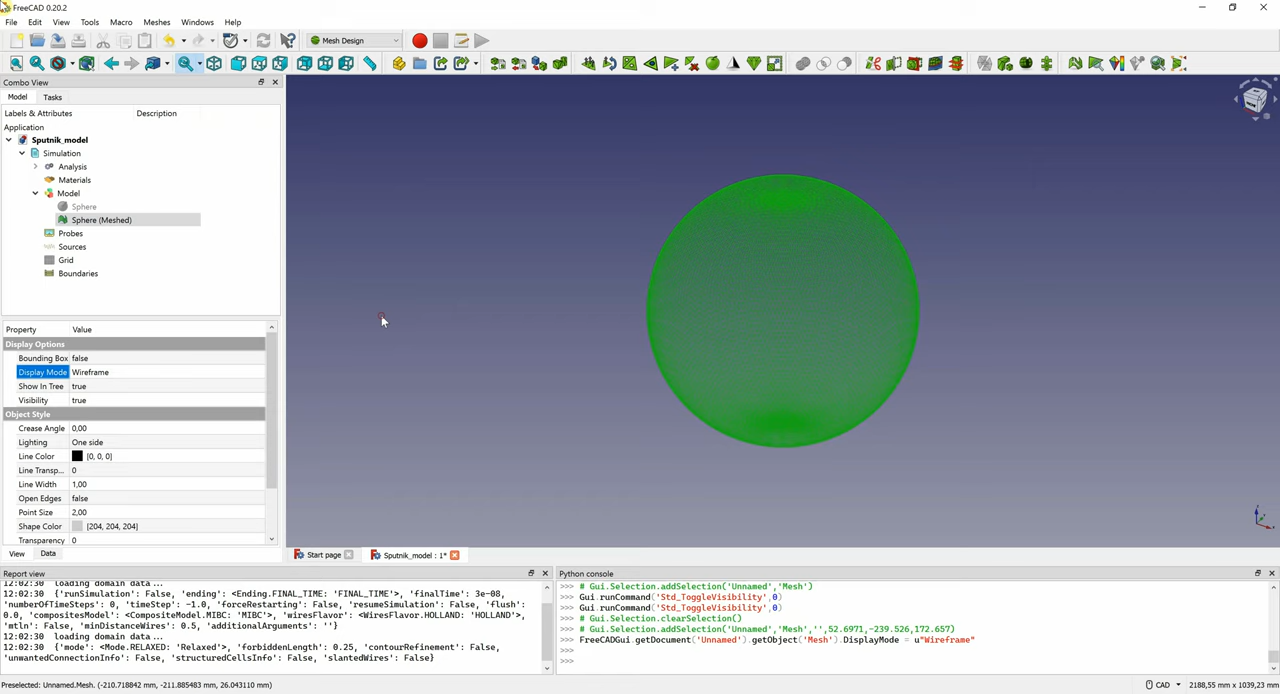 FreeCAD 0.20.2
File Edit View Tools Macro Meshes Windows Help
Mesh Design
Combo View
Model Tasks
Labels & Attributes Description
Application
Sputnik_model
Simulation
Analysis
Materials
Model
Sphere
Sphere (Meshed)
Probes
Sources
Grid
Boundaries
Property Value
Display Options
Bounding Box false
Display Mode Wireframe
Show In Tree true
Visibility true
Object Style
Crease Angle 0,00
Lighting One side
Line Color [0, 0, 0]
Line Transp... 0
Line Width 1,00
Open Edges false
Point Size 2,00
Shape Color [204, 204, 204]
Transparency 0
View Data
Start page Sputnik_model : 1*
Report view
12:02:30 loading domain data...
12:02:30 {'runSimulation': False, 'ending': <Ending.FINAL_TIME: 'FINAL_TIME'>, 'finalTime': 3e-08,
'numberOfTimeSteps': 0, 'timeStep': -1.0, 'forceRestarting': False, 'resumeSimulation': False, 'flush':
0.0, 'compositesModel': <CompositeModel.MIBC: 'MIBC'>, 'wiresFlavor': <WiresFlavor.HOLLAND: 'HOLLAND'>,
'mtln': False, 'minDistanceWires': 0.5, 'additionalArguments': ''}
12:02:30 loading domain data...
12:02:30 {'mode': <Mode.RELAXED: 'Relaxed'>, 'forbiddenLength': 0.25, 'contourRefinement': False,
'unwantedConnectionInfo': False, 'structuredCellsInfo': False, 'slantedWires': False}
Python console
>>> # Gui.Selection.addSelection('Unnamed','Mesh')
>>> Gui.runCommand('Std_ToggleVisibility',0)
>>> Gui.runCommand('Std_ToggleVisibility',0)
>>> # Gui.Selection.clearSelection()
>>> # Gui.Selection.addSelection('Unnamed','Mesh','',52.6971,-239.526,172.657)
>>> FreeCADGui.getDocument('Unnamed').getObject('Mesh').DisplayMode = u"Wireframe"
>>>
>>>
Preselected: Unnamed.Mesh. (-210.718842 mm, -211.885483 mm, 26.043110 mm)
CAD 2188,55 mm x 1039,23 mm